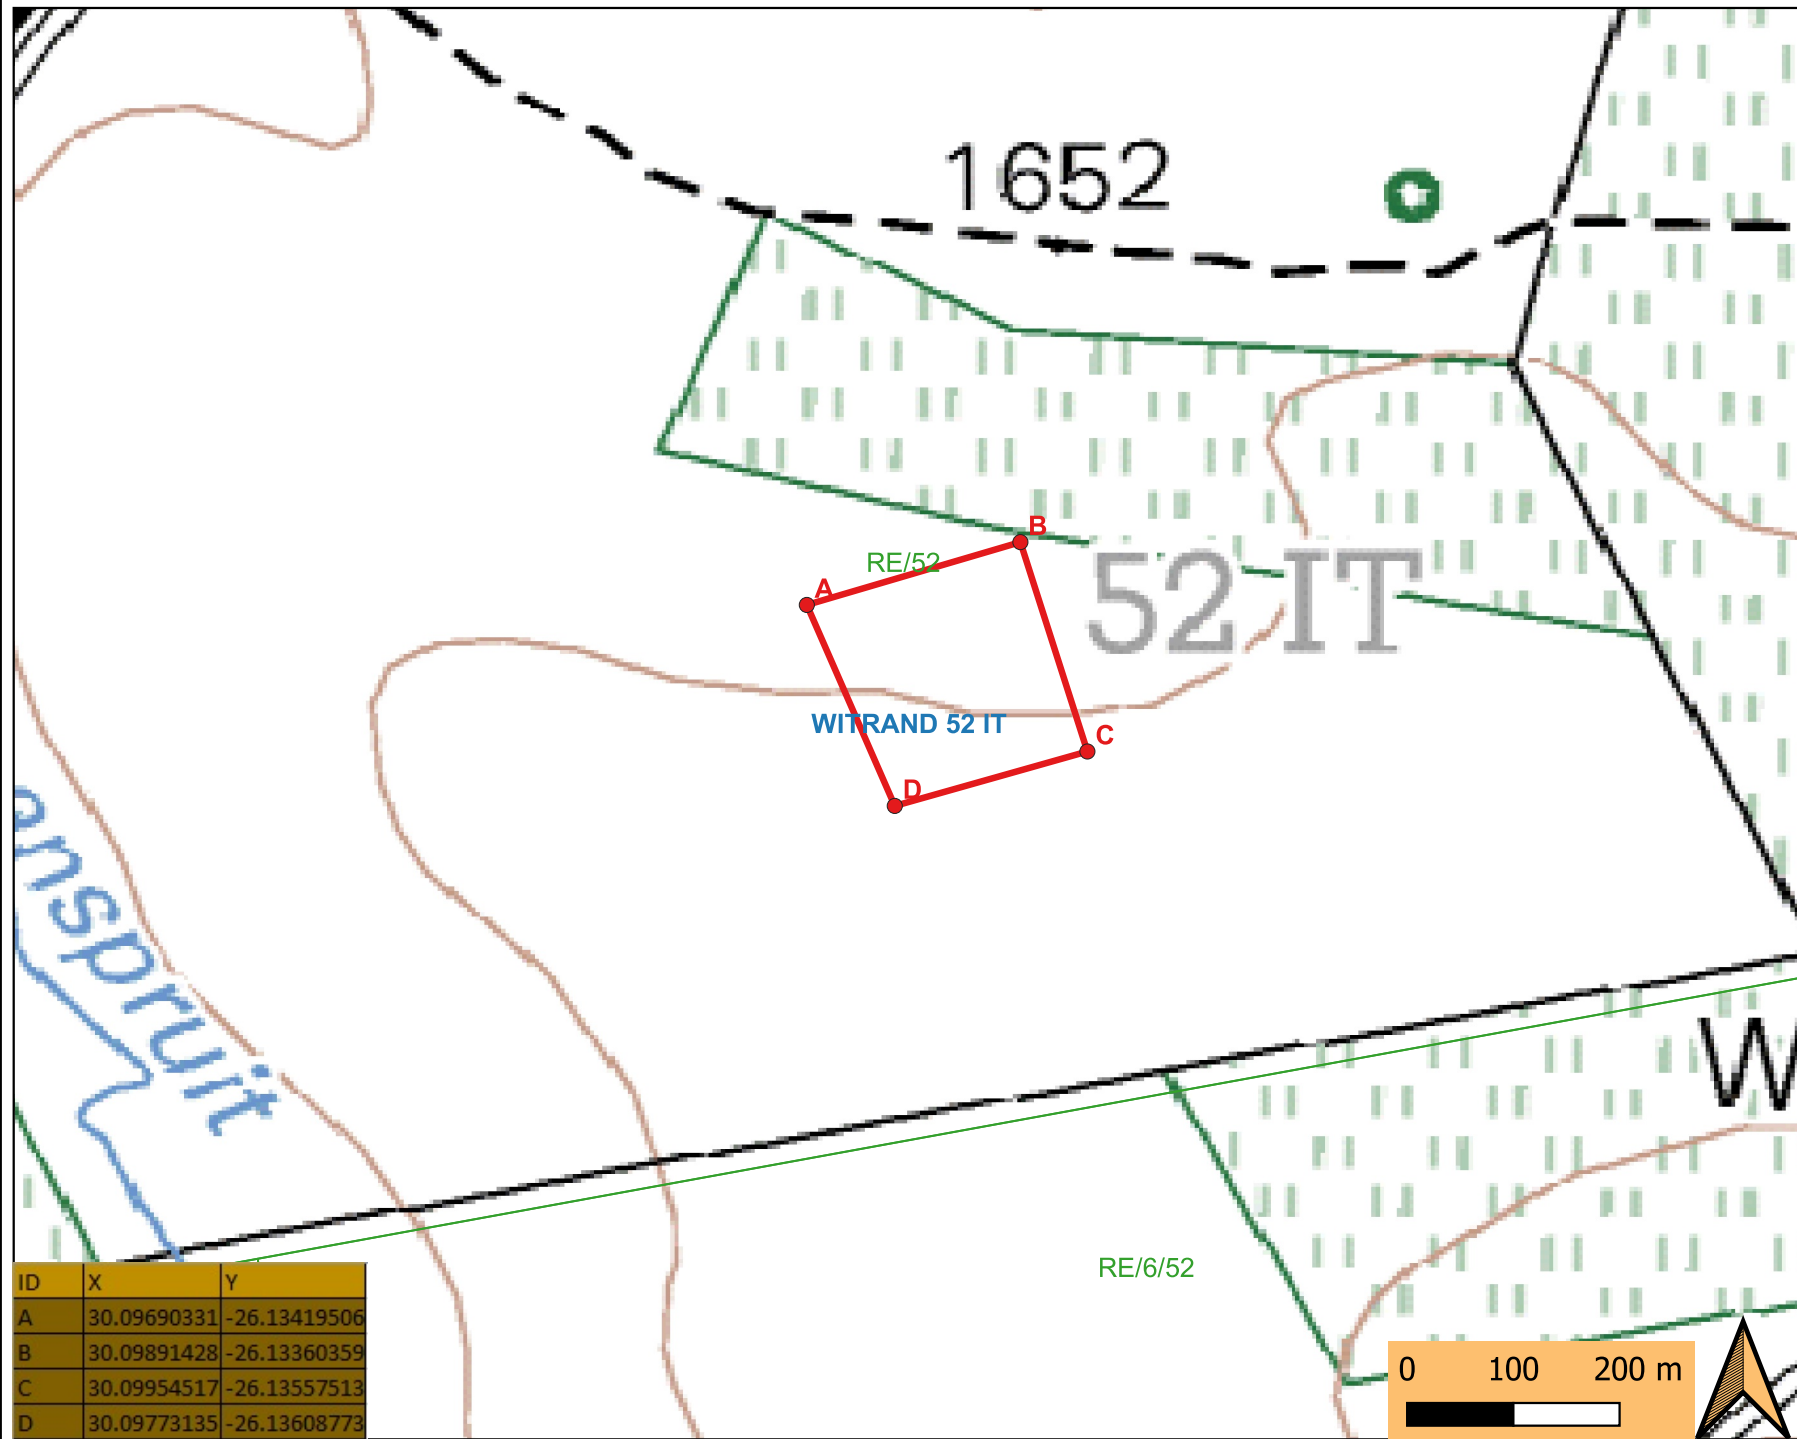 1652
B
RE/52
A
52 IT
WITRAND 52 IT
C
D
anspruit
W
RE/6/52
ID X Y
A 30.09690331 -26.13419506
B 30.09891428 -26.13360359
C 30.09954517 -26.13557513
D 30.09773135 -26.13608773
0 100 200 m